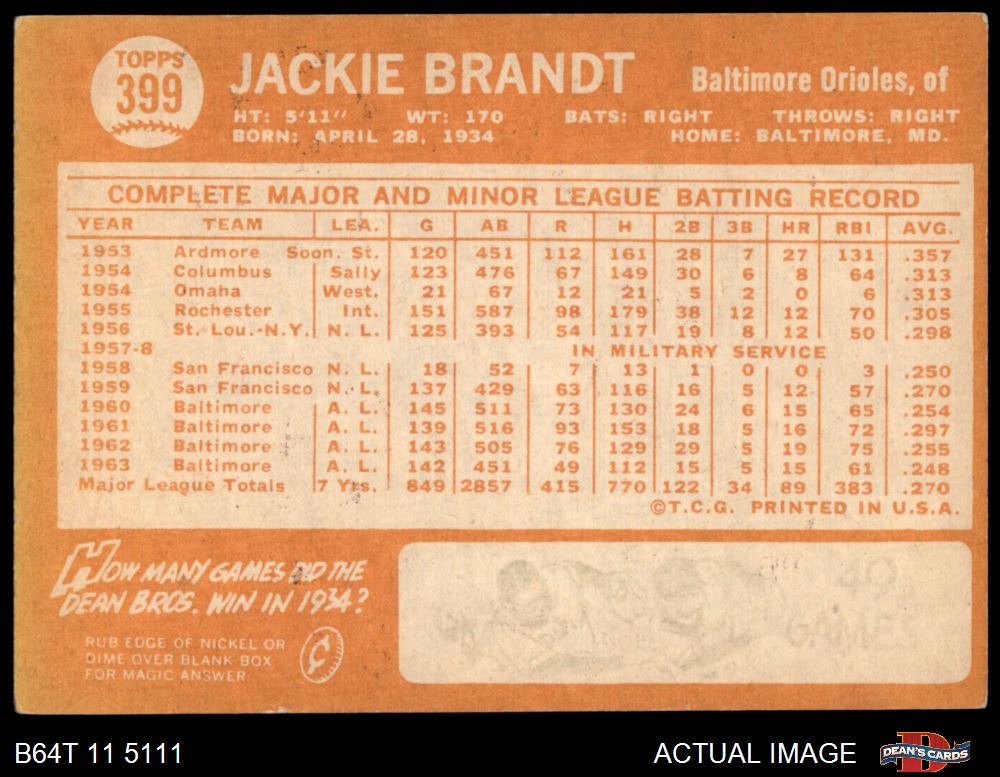 TOPPS
399
JACKIE BRANDT
Baltimore Orioles, of
HT: 5'11" WT: 170 BATS: RIGHT THROWS: RIGHT
BORN: APRIL 28, 1934 HOME: BALTIMORE, MD.
COMPLETE MAJOR AND MINOR LEAGUE BATTING RECORD
YEAR TEAM LEA. G AB R H 2B 3B HR RBI AVG.
1953 Ardmore Soon. St. 120 451 112 161 28 7 27 131 .357
1954 Columbus Sally 123 476 67 149 30 6 8 64 .313
1954 Omaha West. 21 67 12 21 5 2 0 6 .313
1955 Rochester Int. 151 587 98 179 38 12 12 70 .305
1956 St. Lou.-N.Y. N. L. 125 393 54 117 19 8 12 50 .298
1957-8 IN MILITARY SERVICE
1958 San Francisco N. L. 18 52 7 13 1 0 0 3 .250
1959 San Francisco N. L. 137 429 63 116 16 5 12 57 .270
1960 Baltimore A. L. 145 511 73 130 24 6 15 65 .254
1961 Baltimore A. L. 139 516 93 153 18 5 16 72 .297
1962 Baltimore A. L. 143 505 76 129 29 5 19 75 .255
1963 Baltimore A. L. 142 451 49 112 15 5 15 61 .248
Major League Totals 7 Yrs. 849 2857 415 770 122 34 89 383 .270
©T.C.G. PRINTED IN U.S.A.
HOW MANY GAMES DID THE
DEAN BROS. WIN IN 1934?
RUB EDGE OF NICKEL OR
DIME OVER BLANK BOX
FOR MAGIC ANSWER
49
GAMES
B64T 11 5111
ACTUAL IMAGE
DEAN'S CARDS